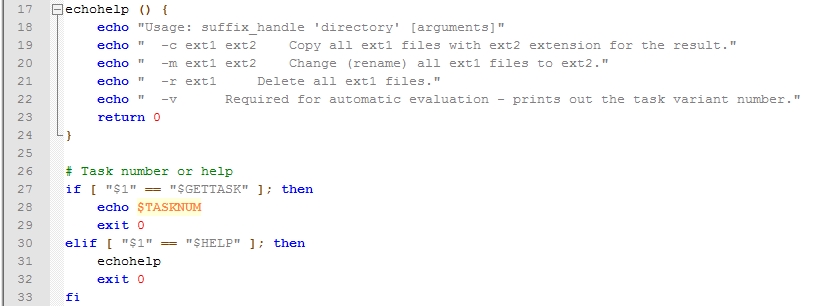 17 echohelp () {
18     echo "Usage: suffix_handle 'directory' [arguments]"
19     echo "  -c ext1 ext2    Copy all ext1 files with ext2 extension for the result."
20     echo "  -m ext1 ext2    Change (rename) all ext1 files to ext2."
21     echo "  -r ext1     Delete all ext1 files."
22     echo "  -v      Required for automatic evaluation - prints out the task variant number."
23     return 0
24 }
25
26 # Task number or help
27 if [ "$1" == "$GETTASK" ]; then
28     echo $TASKNUM
29     exit 0
30 elif [ "$1" == "$HELP" ]; then
31     echohelp
32     exit 0
33 fi